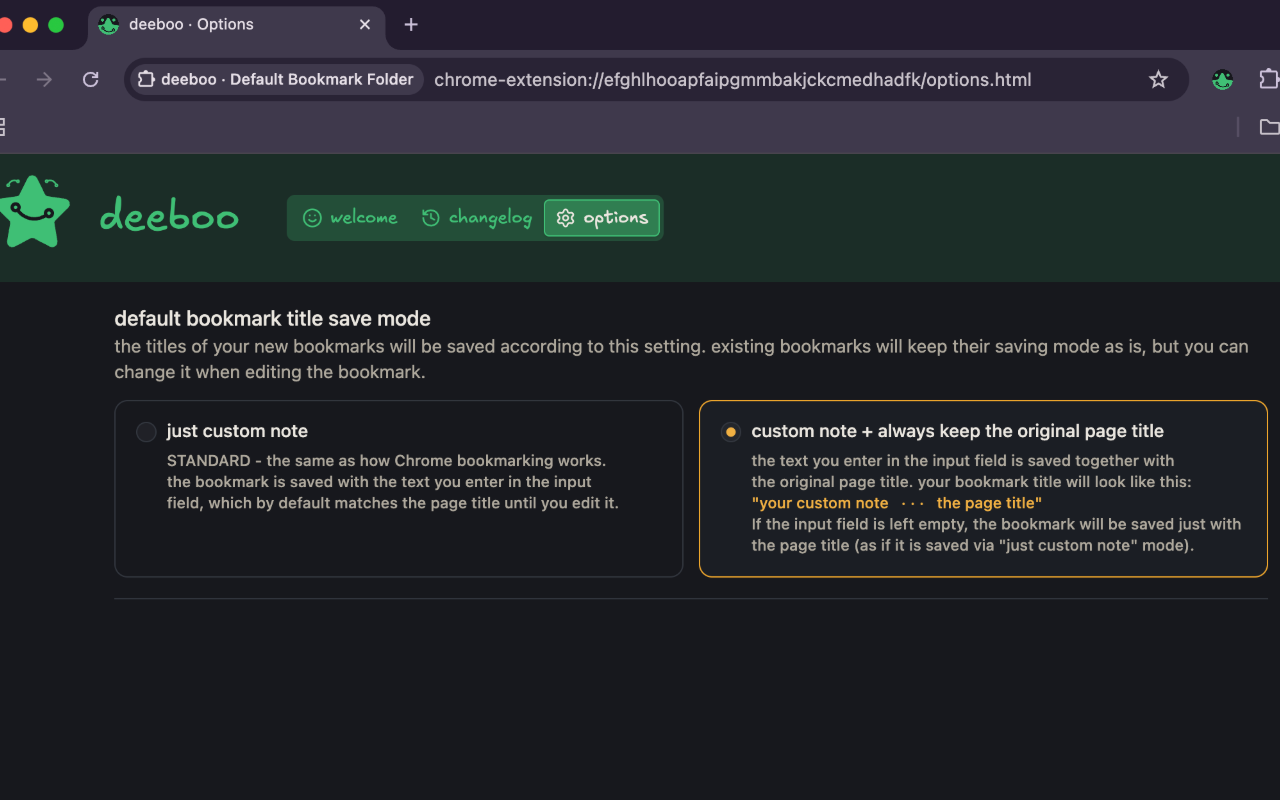 deeboo · Options
deeboo · Default Bookmark Folder
chrome-extension://efghlhooapfaipgmmbakjckcmedhadfk/options.html
deeboo
welcome
changelog
options
default bookmark title save mode
the titles of your new bookmarks will be saved according to this setting. existing bookmarks will keep their saving mode as is, but you can
change it when editing the bookmark.
just custom note
STANDARD - the same as how Chrome bookmarking works.
the bookmark is saved with the text you enter in the input
field, which by default matches the page title until you edit it.
custom note + always keep the original page title
the text you enter in the input field is saved together with
the original page title. your bookmark title will look like this:
"your custom note ··· the page title"
If the input field is left empty, the bookmark will be saved just with
the page title (as if it is saved via "just custom note" mode).